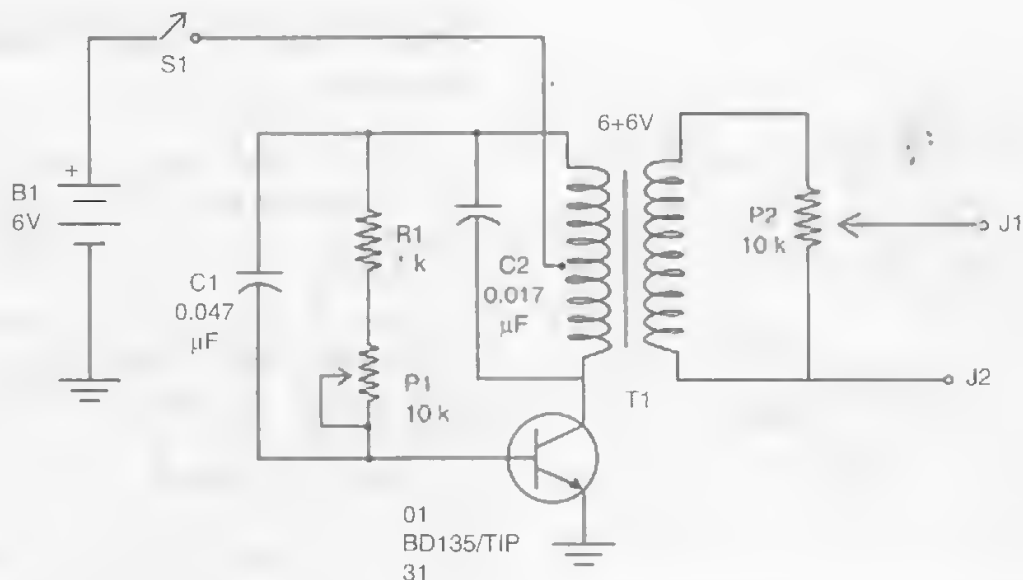 S1
6+6V
+
B1
6V
P2
10 k
J1
R1
k
C1
0.047
µF
C2
0.017
µF
P1
10 k
T1
J2
01
BD135/TIP
31